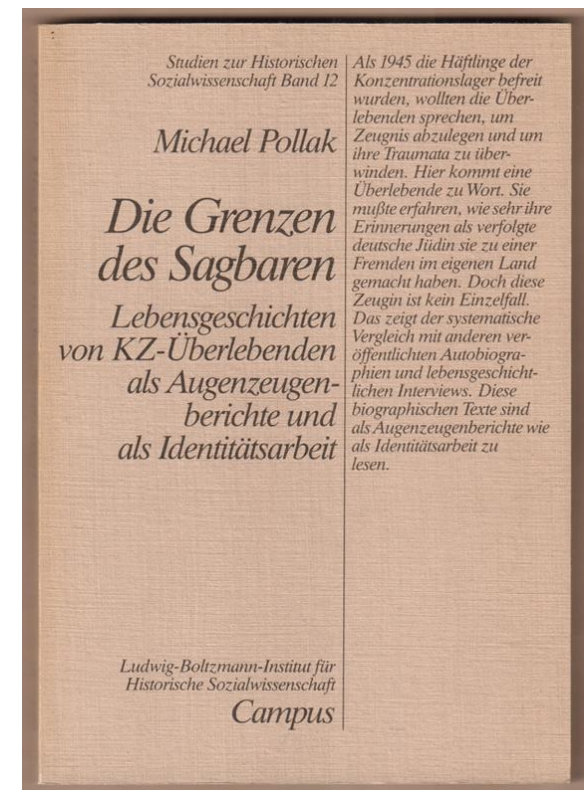 Studien zur Historischen
Sozialwissenschaft Band 12
Michael Pollak
Die Grenzen
des Sagbaren
Lebensgeschichten
von KZ-Überlebenden
als Augenzeugen-
berichte und
als Identitätsarbeit
Ludwig-Boltzmann-Institut für
Historische Sozialwissenschaft
Campus
Als 1945 die Häftlinge der
Konzentrationslager befreit
wurden, wollten die Über-
lebenden sprechen, um
Zeugnis abzulegen und um
ihre Traumata zu über-
winden. Hier kommt eine
Überlebende zu Wort. Sie
mußte erfahren, wie sehr ihre
Erinnerungen als verfolgte
deutsche Jüdin sie zu einer
Fremden im eigenen Land
gemacht haben. Doch diese
Zeugin ist kein Einzelfall.
Das zeigt der systematische
Vergleich mit anderen ver-
öffentlichten Autobiogra-
phien und lebensgeschicht-
lichen Interviews. Diese
biographischen Texte sind
als Augenzeugenberichte wie
als Identitätsarbeit zu
lesen.